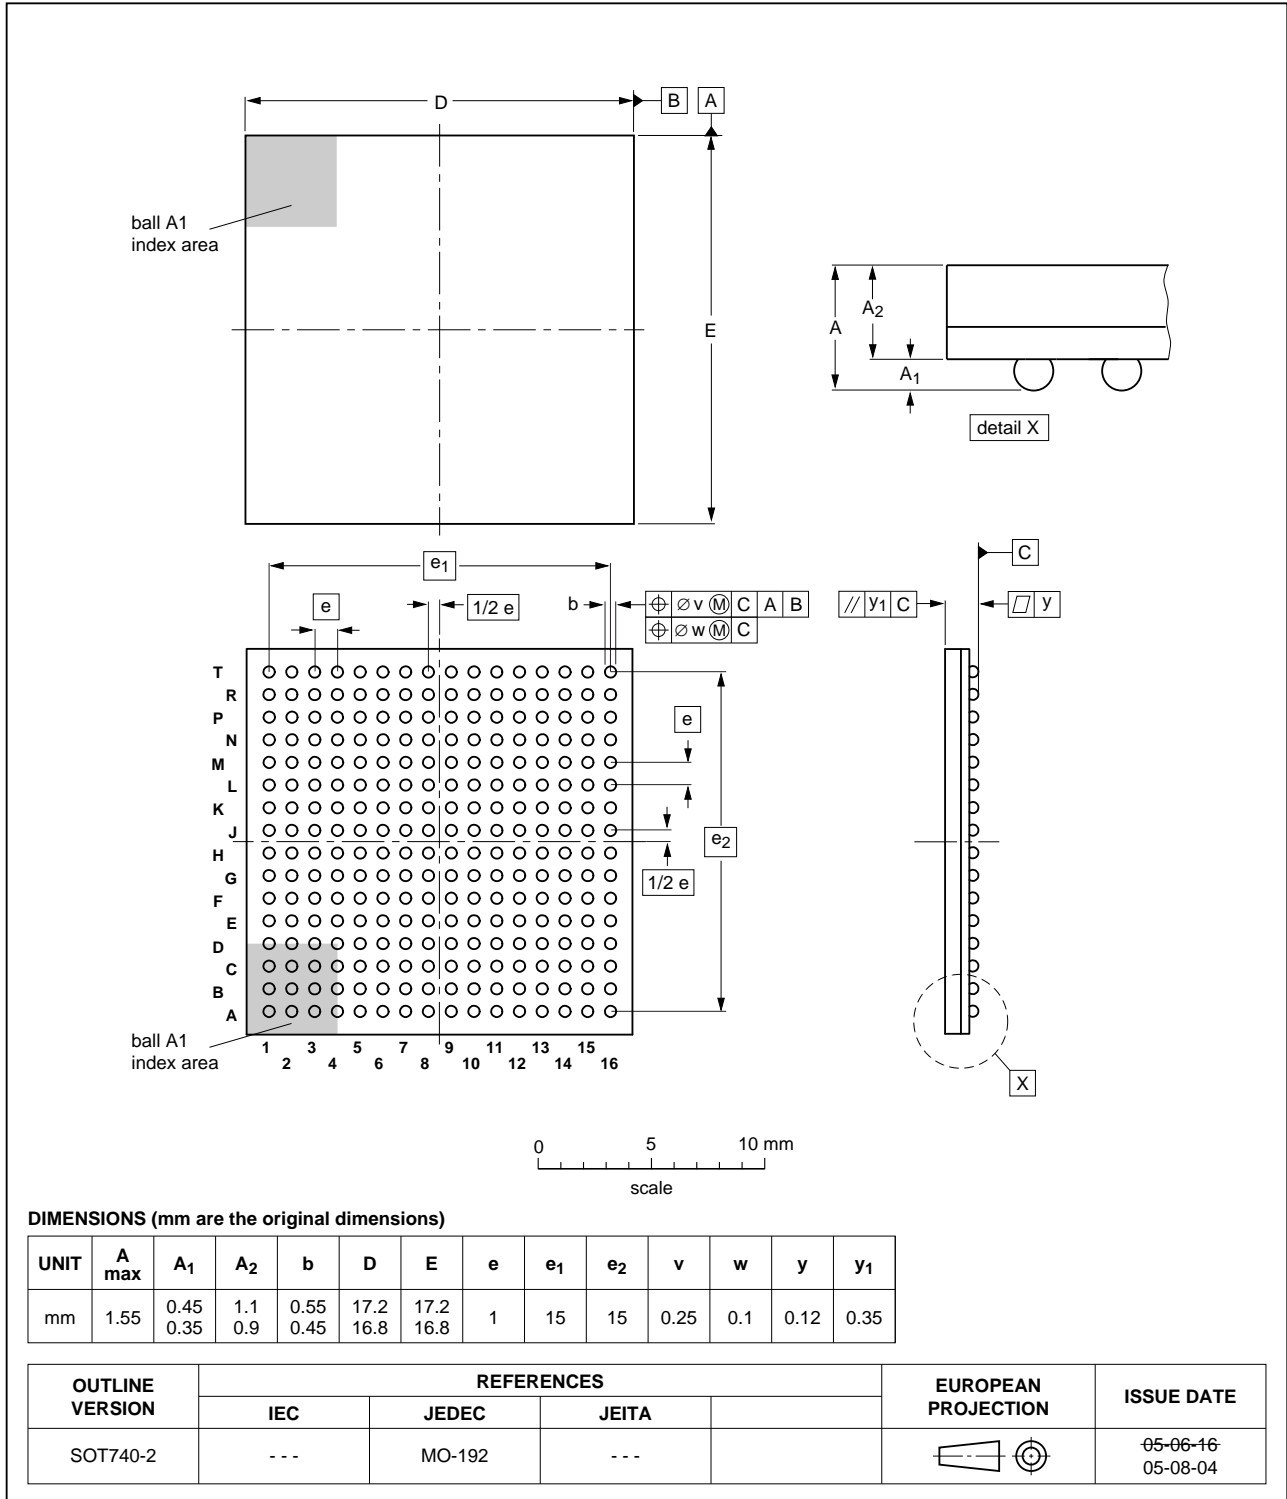 D
B A
ball A1
index area
E
A
A2
A1
detail X
e1
C
e
1/2 e
b
⌖ ⌀ v Ⓜ C A B
⌖ ⌀ w Ⓜ C
// y1 C
⏥ y
T
R
P
N
M
L
K
J
H
G
F
E
D
C
B
A
e
e2
1/2 e
ball A1
index area
1 3 5 7 9 11 13 15
2 4 6 8 10 12 14 16
X
0 5 10 mm
scale
DIMENSIONS (mm are the original dimensions)
UNIT A max A1 A2 b D E e e1 e2 v w y y1
mm 1.55 0.45 0.35 1.1 0.9 0.55 0.45 17.2 16.8 17.2 16.8 1 15 15 0.25 0.1 0.12 0.35
OUTLINE VERSION REFERENCES EUROPEAN PROJECTION ISSUE DATE
IEC JEDEC JEITA
SOT740-2 - - - MO-192 - - - 05-06-16
05-08-04